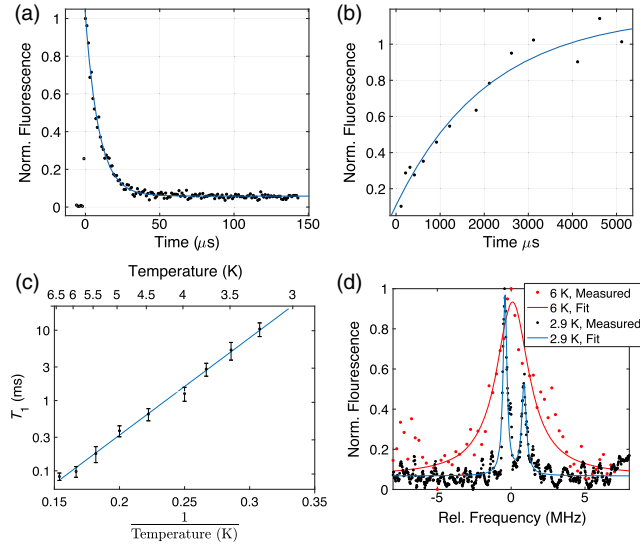 (a)
Norm. Fluorescence
1
0.8
0.6
0.4
0.2
0
0 50 100 150
Time (μs)
(b)
Norm. Fluorescence
1
0.8
0.6
0.4
0.2
0 1000 2000 3000 4000 5000
Time μs
(c)
Temperature (K)
6.5 6 5.5 5 4.5 4 3.5 3
T1 (ms)
10
3
1
0.3
0.1
0.15 0.2 0.25 0.3 0.35
1
Temperature (K)
(d)
Norm. Flourescence
1
0.8
0.6
0.4
0.2
0
-5 0 5
Rel. Frequency (MHz)
6 K, Measured
6 K, Fit
2.9 K, Measured
2.9 K, Fit